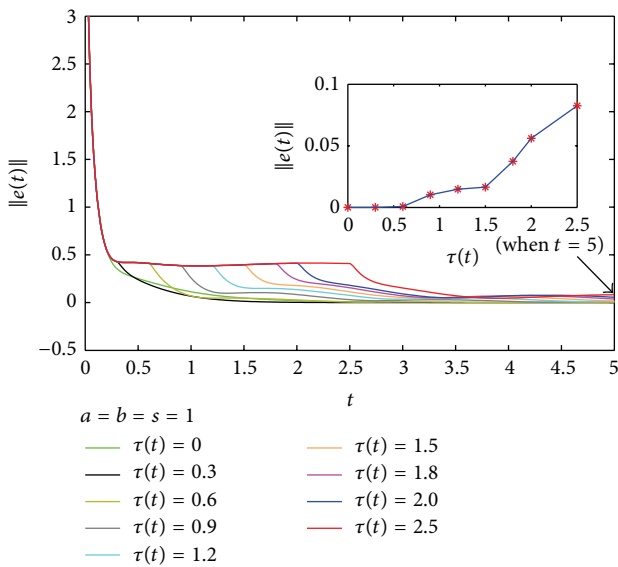 3
2.5
2
1.5
1
0.5
0
−0.5
‖e(t)‖
0.1
0.05
0
‖e(t)‖
0 0.5 1 1.5 2 2.5
τ(t)
(when t = 5)
0 0.5 1 1.5 2 2.5 3 3.5 4 4.5 5
t
a = b = s = 1
τ(t) = 0
τ(t) = 0.3
τ(t) = 0.6
τ(t) = 0.9
τ(t) = 1.2
τ(t) = 1.5
τ(t) = 1.8
τ(t) = 2.0
τ(t) = 2.5